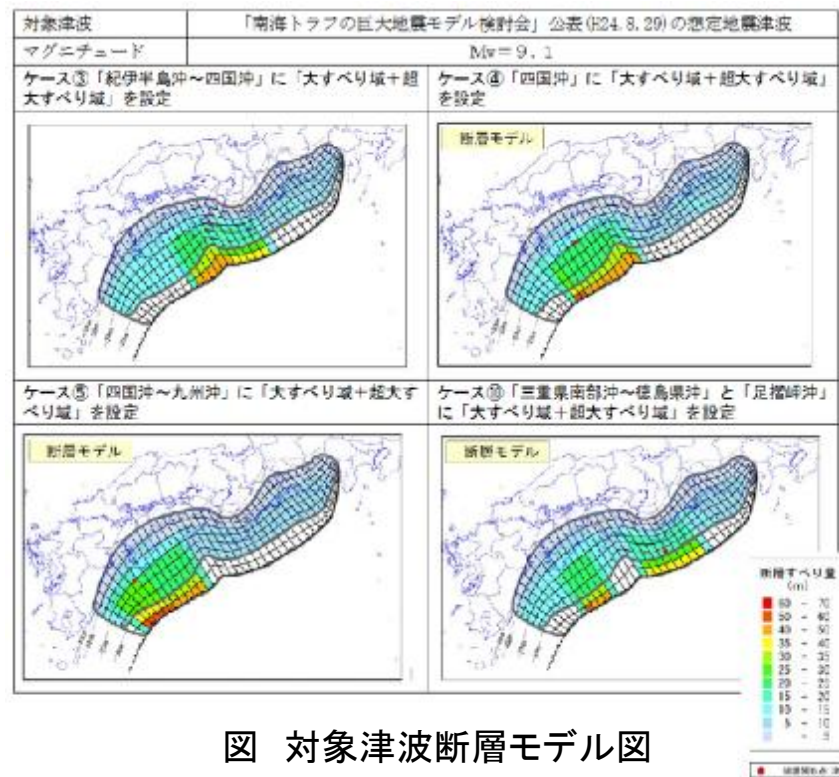 対象津波 「南海トラフの巨大地震モデル検討会」公表(H24.8.29)の想定地震津波
マグニチュード Mw=9.1
ケース③「紀伊半島沖～四国沖」に「大すべり域＋超
大すべり域」を設定
ケース④「四国沖」に「大すべり域＋超大すべり域」
を設定
断層モデル
ケース⑤「四国沖～九州沖」に「大すべり域＋超大す
べり域」を設定
ケース⑩「三重県南部沖～徳島県沖」と「足摺岬沖」
に「大すべり域＋超大すべり域」を設定
断層モデル
断層モデル
断層すべり量
(m)
60 - 70
50 - 60
40 - 50
35 - 40
30 - 35
25 - 30
20 - 25
15 - 20
10 - 15
5 - 10
- 5
図 対象津波断層モデル図